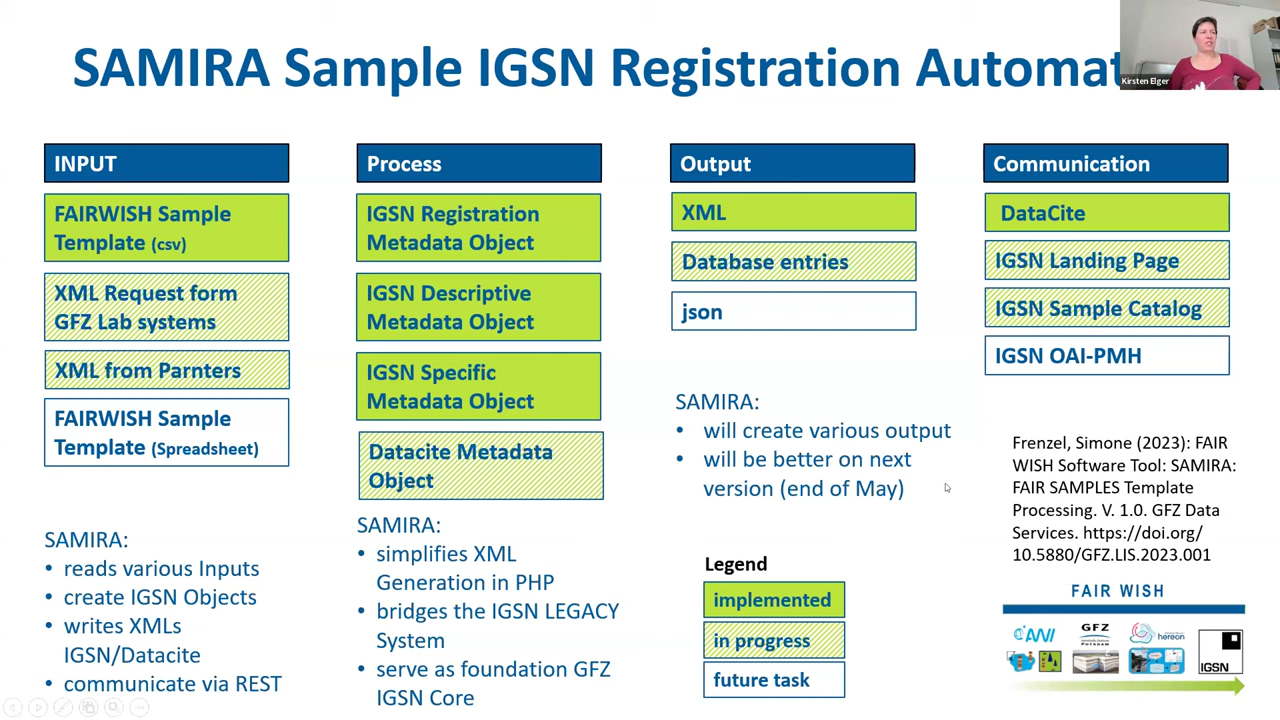 SAMIRA Sample IGSN Registration Automat
Kirsten Elger
INPUT
FAIRWISH Sample
Template (csv)
XML Request form
GFZ Lab systems
XML from Parnters
FAIRWISH Sample
Template (Spreadsheet)
SAMIRA:
• reads various Inputs
• create IGSN Objects
• writes XMLs
IGSN/Datacite
• communicate via REST
Process
IGSN Registration
Metadata Object
IGSN Descriptive
Metadata Object
IGSN Specific
Metadata Object
Datacite Metadata
Object
SAMIRA:
• simplifies XML
Generation in PHP
• bridges the IGSN LEGACY
System
• serve as foundation GFZ
IGSN Core
Output
XML
Database entries
json
SAMIRA:
• will create various output
• will be better on next
version (end of May)
Legend
implemented
in progress
future task
Communication
DataCite
IGSN Landing Page
IGSN Sample Catalog
IGSN OAI-PMH
Frenzel, Simone (2023): FAIR
WISH Software Tool: SAMIRA:
FAIR SAMPLES Template
Processing. V. 1.0. GFZ Data
Services. https://doi.org/
10.5880/GFZ.LIS.2023.001
FAIR WISH
GFZ
POTSDAM
hereon
IGSN